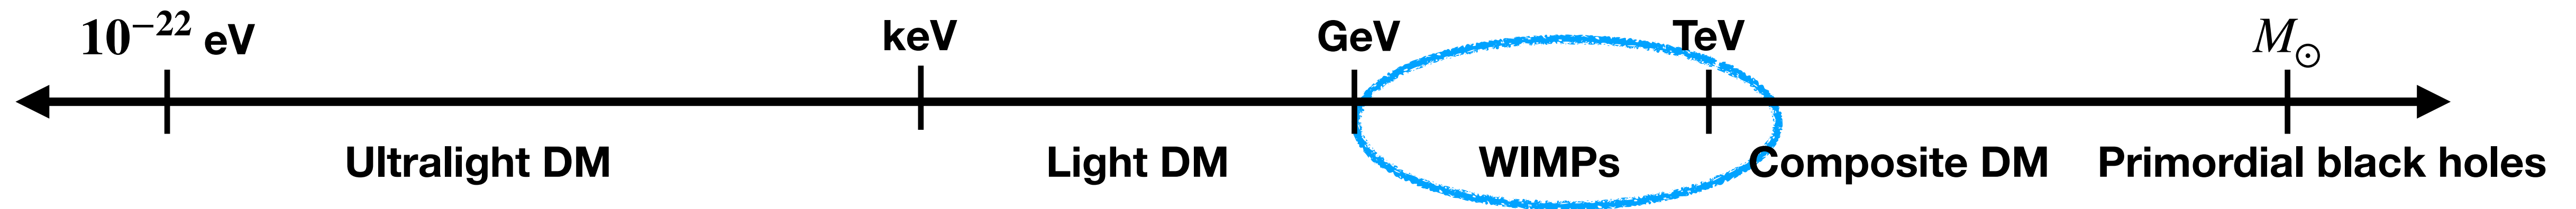 10⁻²² eV keV GeV TeV M☉
Ultralight DM Light DM WIMPs Composite DM Primordial black holes